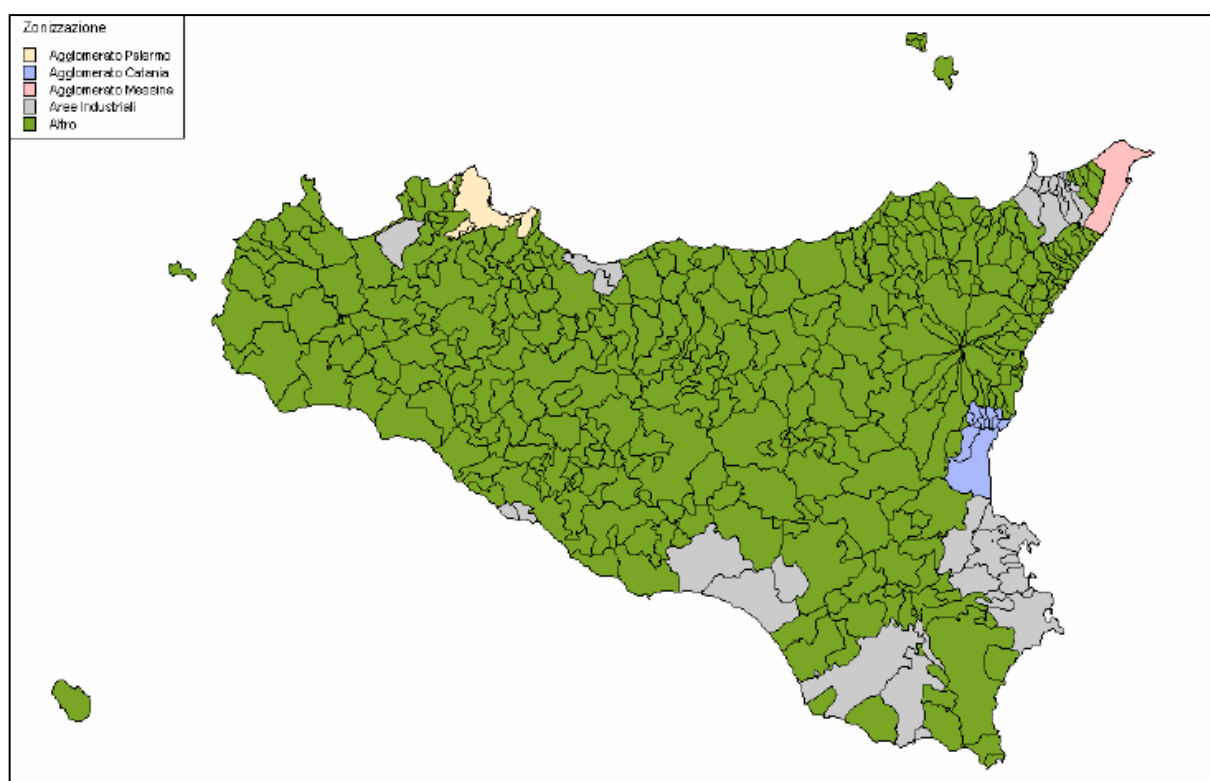 Zonizzazione
Agglomerato Palermo
Agglomerato Catania
Agglomerato Messina
Aree Industriali
Altro